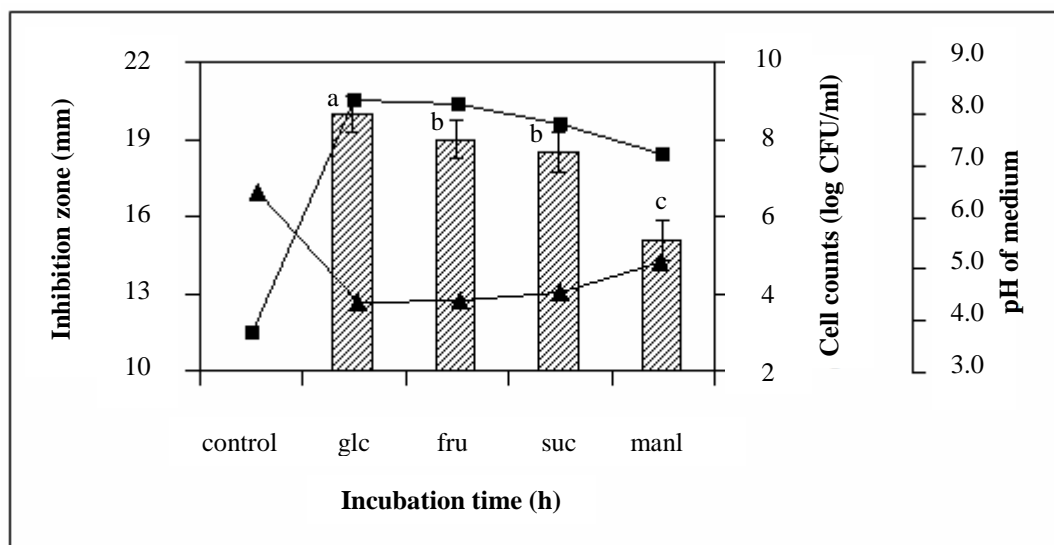 22
19
16
13
10
Inhibition zone (mm)
a
b
b
c
10
8
6
4
2
Cell counts (log CFU/ml)
9.0
8.0
7.0
6.0
5.0
4.0
3.0
pH of medium
control glc fru suc manl
Incubation time (h)